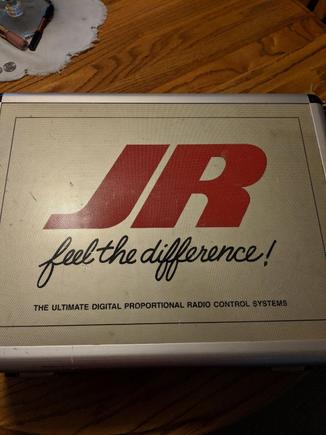 JR
feel the difference!
THE ULTIMATE DIGITAL PROPORTIONAL RADIO CONTROL SYSTEMS